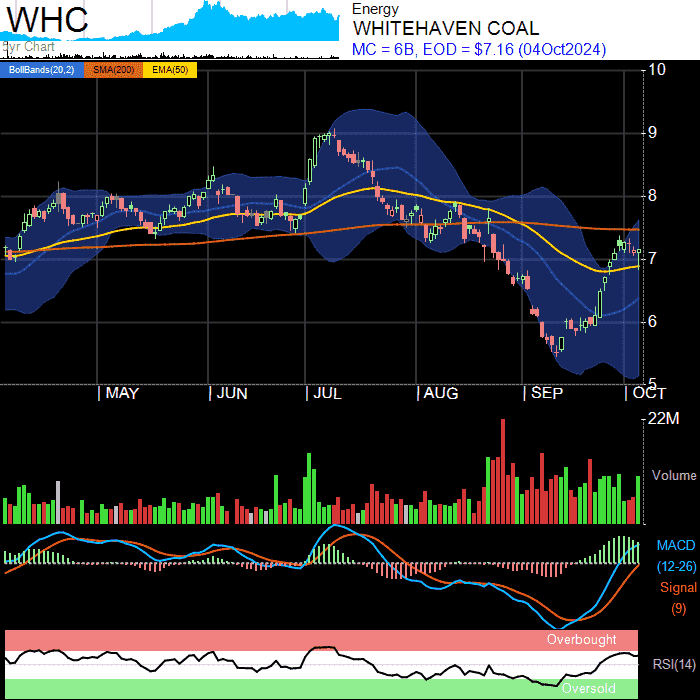 WHC
Energy
WHITEHAVEN COAL
5yr Chart
MC = 6B, EOD = $7.16 (04Oct2024)
BollBands(20,2) SMA(200) EMA(50)
10
9
8
7
6
5
MAY JUN JUL AUG SEP OCT
22M
Volume
MACD
(12-26)
Signal
(9)
Overbought
RSI(14)
Oversold